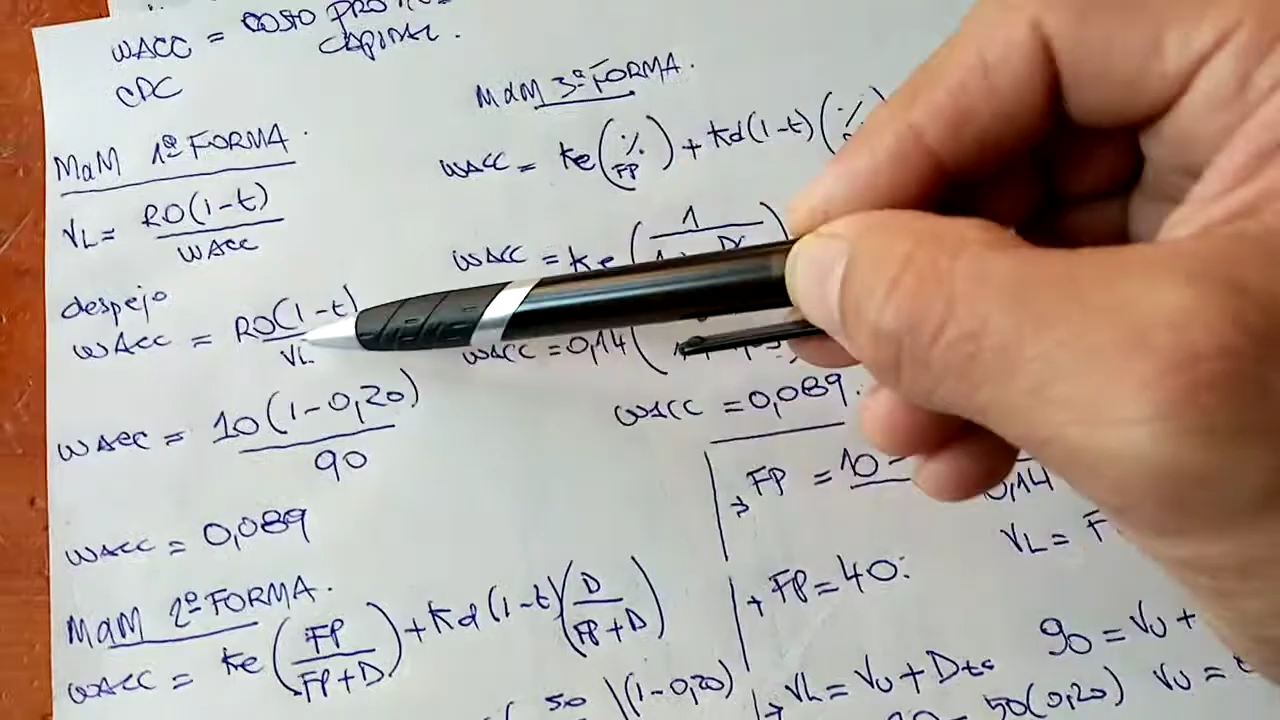 WACC = COSTO
CAPITAL.
CPC
MaM 1º FORMA.
VL = RO(1-t) / WACC
despejo
WACC = RO(1-t) / VL
WACC = 10(1-0,20) / 90
WACC = 0,089
MaM 2º FORMA.
WACC = Ke (FP / FP+D) + Kd(1-t) (D / FP+D)
50 (1-0,20)
MaM 3º FORMA.
WACC = Ke (% FP) + Kd(1-t) (%
WACC = Ke (1 /
WACC = 0,14 (
WACC = 0,089.
→ FP = 10 -
0,14
VL =
→ FP = 40.
90 = VU +
→ VL = VU + Dtc
50(0,20) VU =